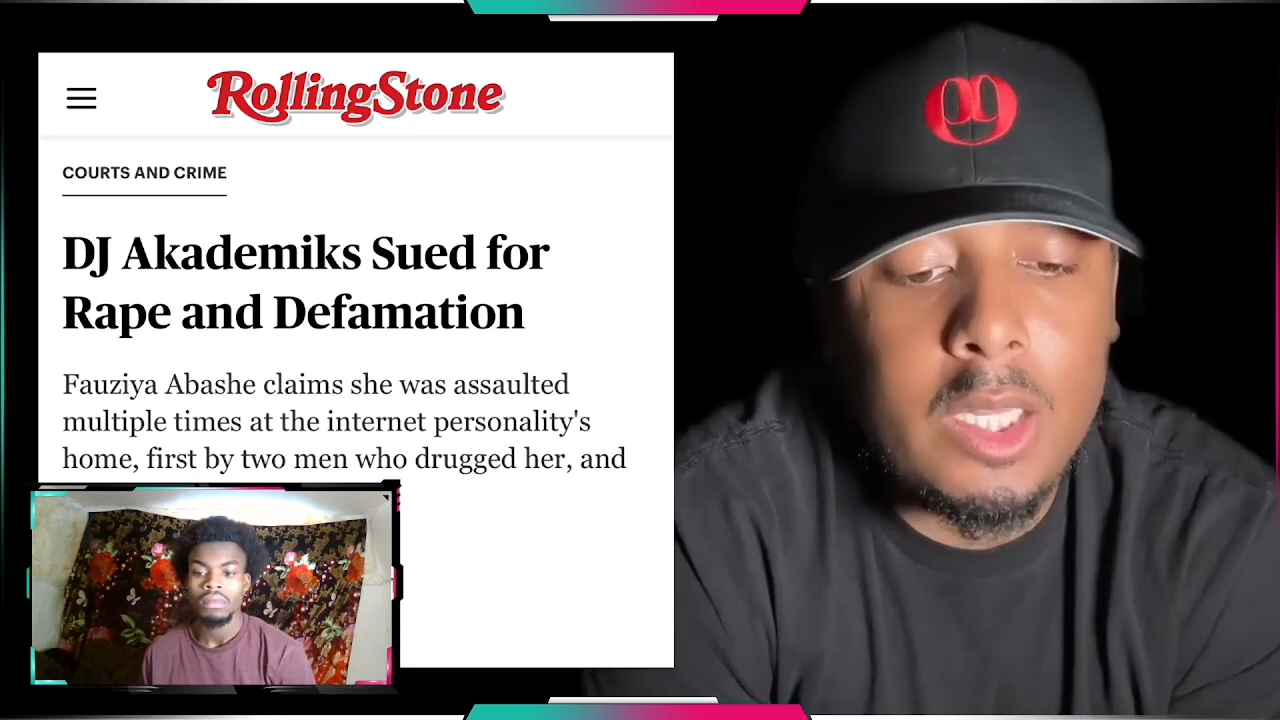 RollingStone
COURTS AND CRIME
DJ Akademiks Sued for
Rape and Defamation
Fauziya Abashe claims she was assaulted
multiple times at the internet personality's
home, first by two men who drugged her, and